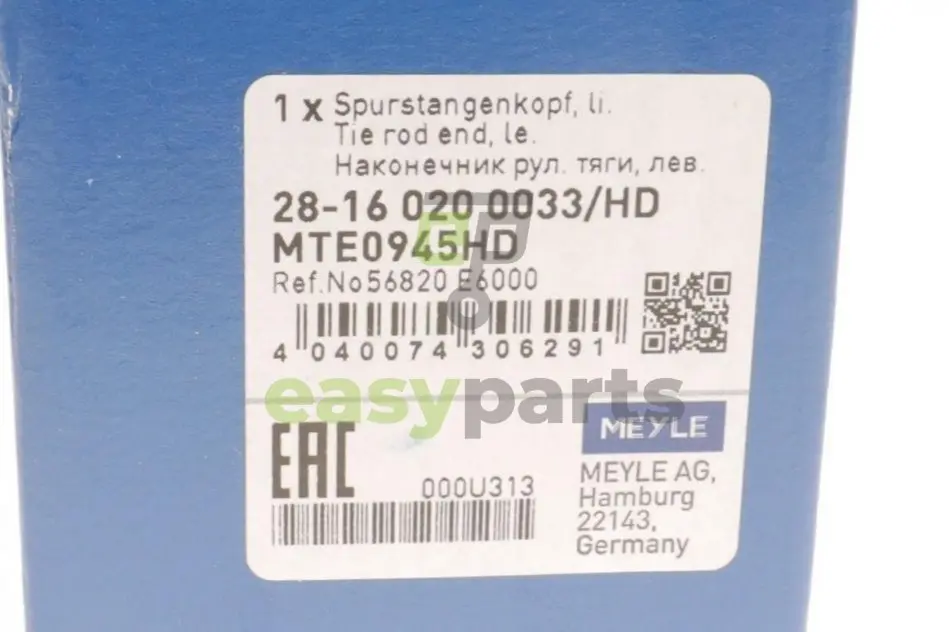 1 x Spurstangenkopf, li.
Tie rod end, le.
Наконечник рул. тяги, лев.
28-16 020 0033/HD
MTE0945HD
Ref.No56820 E6000
4 040074 306291
easyparts
EAC
000U313
MEYLE
MEYLE AG,
Hamburg
22143,
Germany